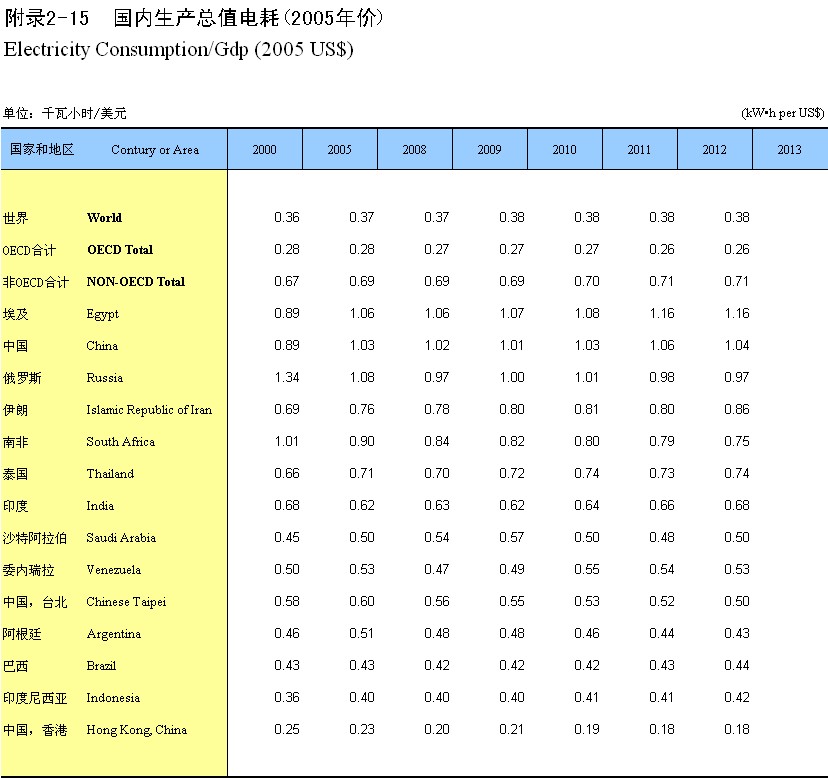 附录2-15 国内生产总值电耗(2005年价)
Electricity Consumption/Gdp (2005 US$)
单位：千瓦小时/美元 (kW•h per US$)
国家和地区 Contury or Area 2000 2005 2008 2009 2010 2011 2012 2013
世界 World 0.36 0.37 0.37 0.38 0.38 0.38 0.38
OECD合计 OECD Total 0.28 0.28 0.27 0.27 0.27 0.26 0.26
非OECD合计 NON-OECD Total 0.67 0.69 0.69 0.69 0.70 0.71 0.71
埃及 Egypt 0.89 1.06 1.06 1.07 1.08 1.16 1.16
中国 China 0.89 1.03 1.02 1.01 1.03 1.06 1.04
俄罗斯 Russia 1.34 1.08 0.97 1.00 1.01 0.98 0.97
伊朗 Islamic Republic of Iran 0.69 0.76 0.78 0.80 0.81 0.80 0.86
南非 South Africa 1.01 0.90 0.84 0.82 0.80 0.79 0.75
泰国 Thailand 0.66 0.71 0.70 0.72 0.74 0.73 0.74
印度 India 0.68 0.62 0.63 0.62 0.64 0.66 0.68
沙特阿拉伯 Saudi Arabia 0.45 0.50 0.54 0.57 0.50 0.48 0.50
委内瑞拉 Venezuela 0.50 0.53 0.47 0.49 0.55 0.54 0.53
中国，台北 Chinese Taipei 0.58 0.60 0.56 0.55 0.53 0.52 0.50
阿根廷 Argentina 0.46 0.51 0.48 0.48 0.46 0.44 0.43
巴西 Brazil 0.43 0.43 0.42 0.42 0.42 0.43 0.44
印度尼西亚 Indonesia 0.36 0.40 0.40 0.40 0.41 0.41 0.42
中国，香港 Hong Kong, China 0.25 0.23 0.20 0.21 0.19 0.18 0.18